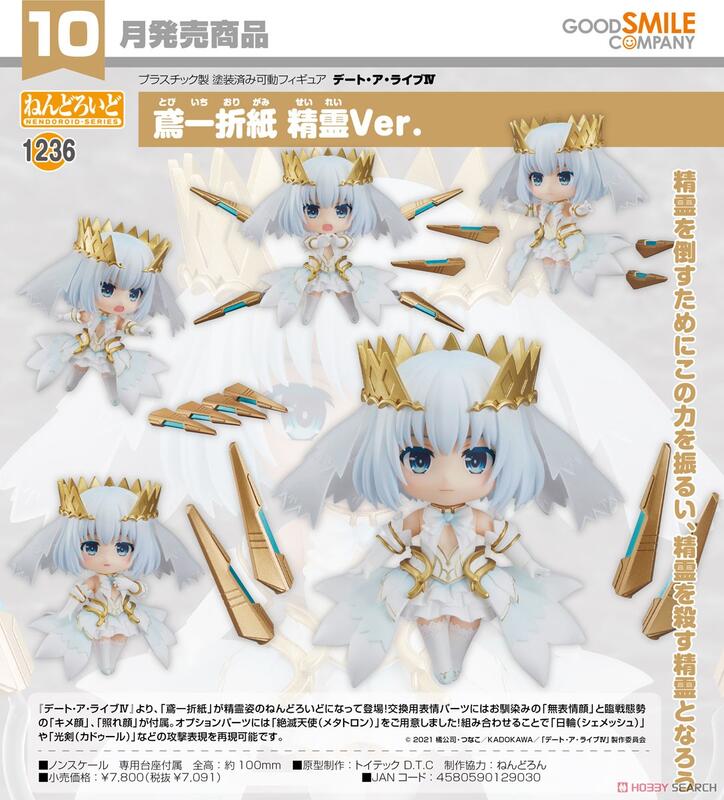 10月発売商品
GOODSMILE
COMPANY
プラスチック製 塗装済み可動フィギュア デート・ア・ライブⅣ
ねんどろいど
NENDOROID-SERIES
1236
とび いち おり がみ せい れい
鳶一折紙 精霊Ver.
精霊を倒すためにこの力を振るい、精霊を殺す精霊となろう
『デート・ア・ライブⅣ』より、「鳶一折紙」が精霊姿のねんどろいどになって登場!交換用表情パーツにはお馴染みの「無表情顔」と臨戦態勢
の「キメ顔」、「照れ顔」が付属。オプションパーツには「絶滅天使(メタトロン)」をご用意しました!組み合わせることで「日輪(シェメッシュ)」
や「光剣(カドゥール)」などの攻撃表現を再現可能です。
© 2021 橘公司・つなこ/KADOKAWA/「デート・ア・ライブⅣ」製作委員会
■ノンスケール 専用台座付属 全高:約100mm ■原型制作:トイテック D.T.C 制作協力:ねんどろん
■小売価格:¥7,800(税抜 ¥7,091) ■JANコード:4580590129030
HOBBY SEARCH